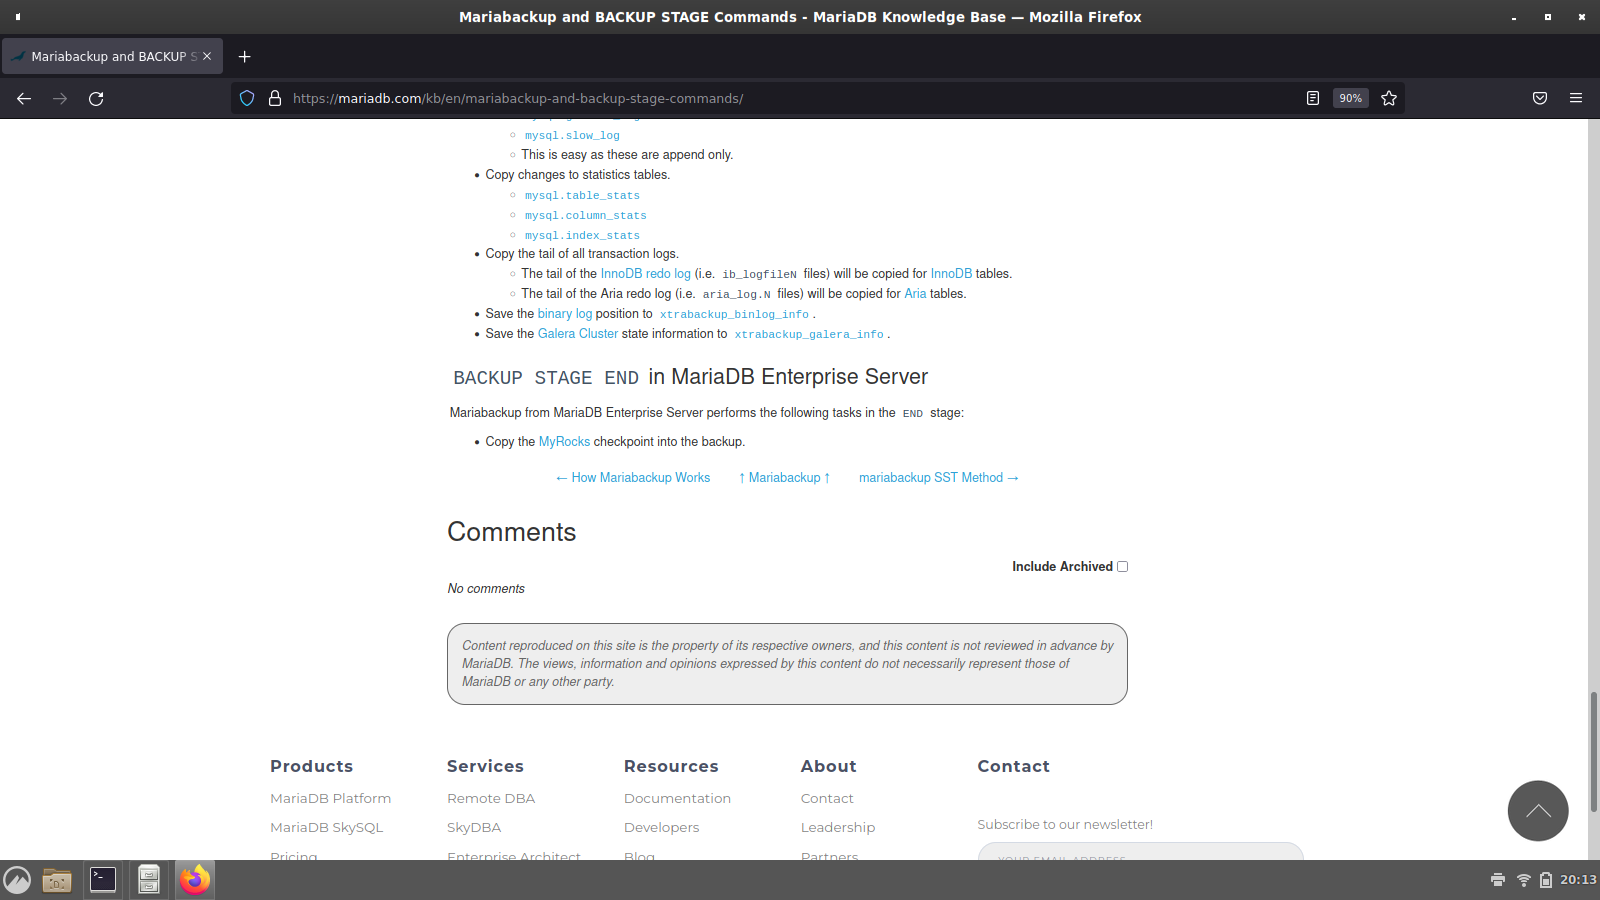 Mariabackup and BACKUP STAGE Commands - MariaDB Knowledge Base — Mozilla Firefox
Mariabackup and BACKUP S
https://mariadb.com/kb/en/mariabackup-and-backup-stage-commands/
90%
mysql.slow_log
This is easy as these are append only.
Copy changes to statistics tables.
mysql.table_stats
mysql.column_stats
mysql.index_stats
Copy the tail of all transaction logs.
The tail of the InnoDB redo log (i.e. ib_logfileN files) will be copied for InnoDB tables.
The tail of the Aria redo log (i.e. aria_log.N files) will be copied for Aria tables.
Save the binary log position to xtrabackup_binlog_info .
Save the Galera Cluster state information to xtrabackup_galera_info .
BACKUP STAGE END in MariaDB Enterprise Server
Mariabackup from MariaDB Enterprise Server performs the following tasks in the END stage:
Copy the MyRocks checkpoint into the backup.
← How Mariabackup Works ↑ Mariabackup ↑ mariabackup SST Method →
Comments
Include Archived
No comments
Content reproduced on this site is the property of its respective owners, and this content is not reviewed in advance by
MariaDB. The views, information and opinions expressed by this content do not necessarily represent those of
MariaDB or any other party.
Products Services Resources About Contact
MariaDB Platform Remote DBA Documentation Contact
MariaDB SkySQL SkyDBA Developers Leadership Subscribe to our newsletter!
Pricing Enterprise Architect Blog Partners
YOUR EMAIL ADDRESS
20:13